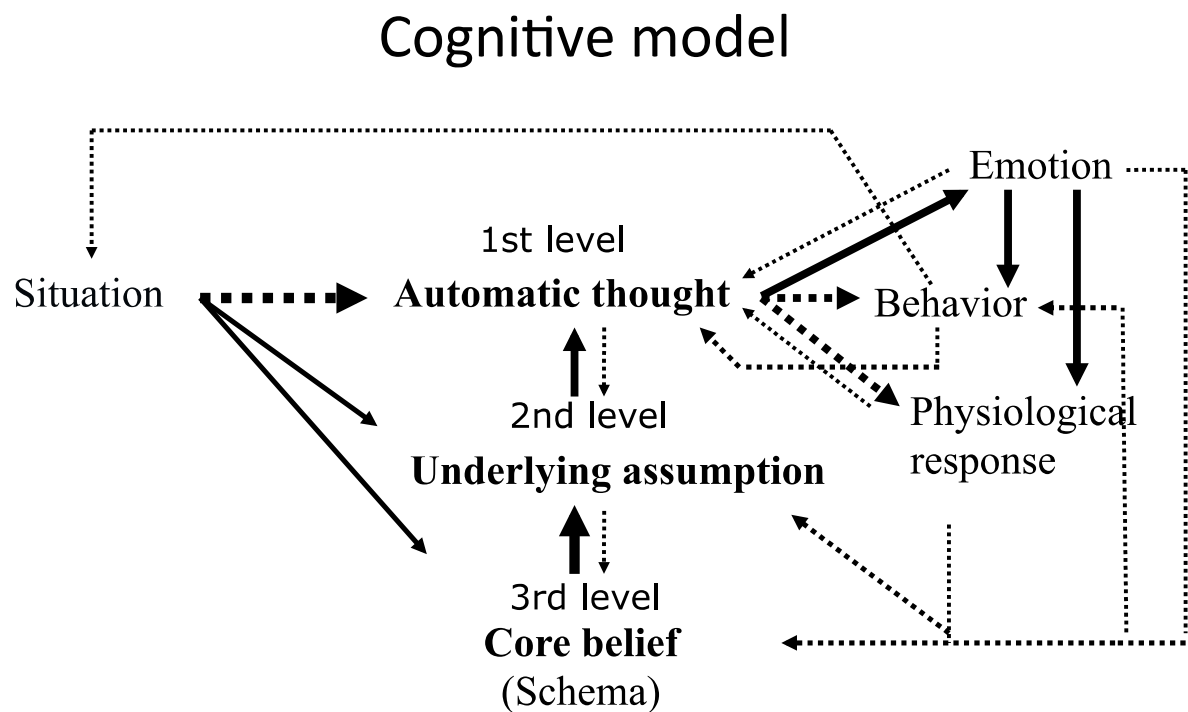 Cognitive model
Emotion
1st level
Situation
Automatic thought
Behavior
2nd level
Physiological
response
Underlying assumption
3rd level
Core belief
(Schema)